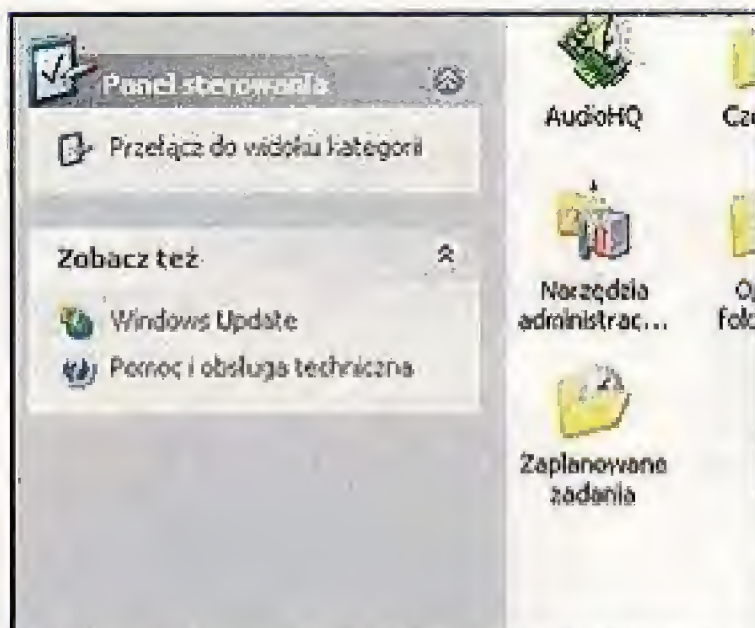 Panel sterowania
Przełącz do widoku kategorii
Zobacz też
Windows Update
Pomoc i obsługa techniczna
AudioHQ
Narzędzia
administrac...
Zaplanowane
zadania